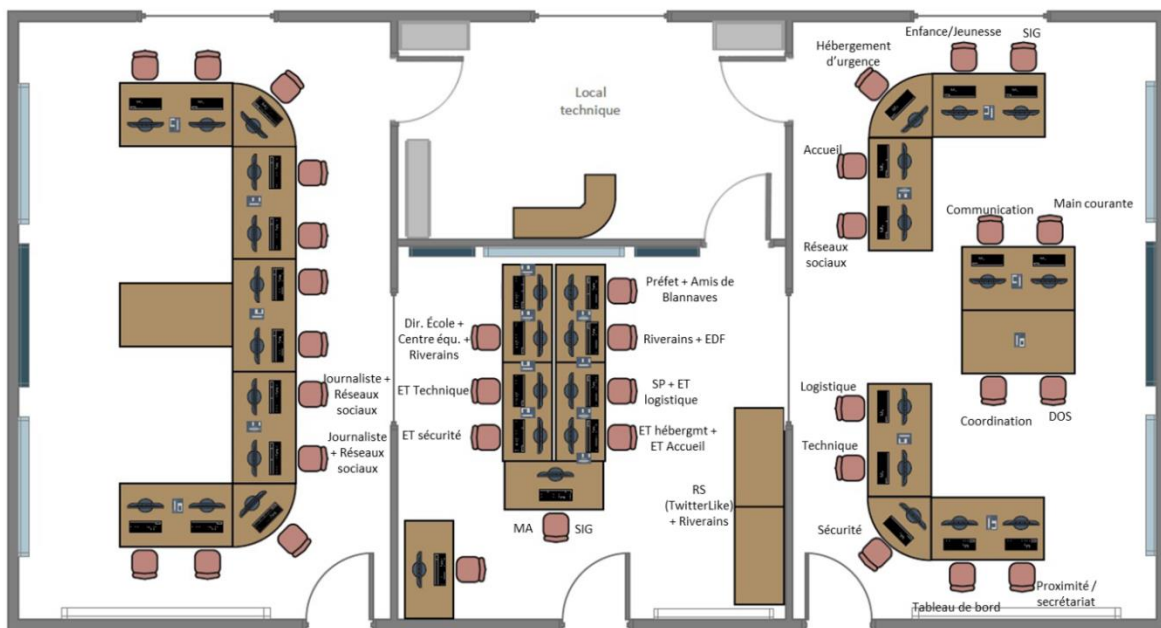 Local
technique
Journaliste +
Réseaux
sociaux
Journaliste
+ Réseaux
sociaux
Dir. École +
Centre équ. +
Riverains
ET Technique
ET sécurité
Préfet + Amis de
Blannaves
Riverains + EDF
SP + ET
logistique
ET hébergmt +
ET Accueil
MA
SIG
RS
(TwitterLike)
+ Riverains
Enfance/Jeunesse
SIG
Hébergement
d'urgence
Accueil
Réseaux
sociaux
Communication
Main courante
Coordination
DOS
Logistique
Technique
Sécurité
Tableau de bord
Proximité /
secrétariat